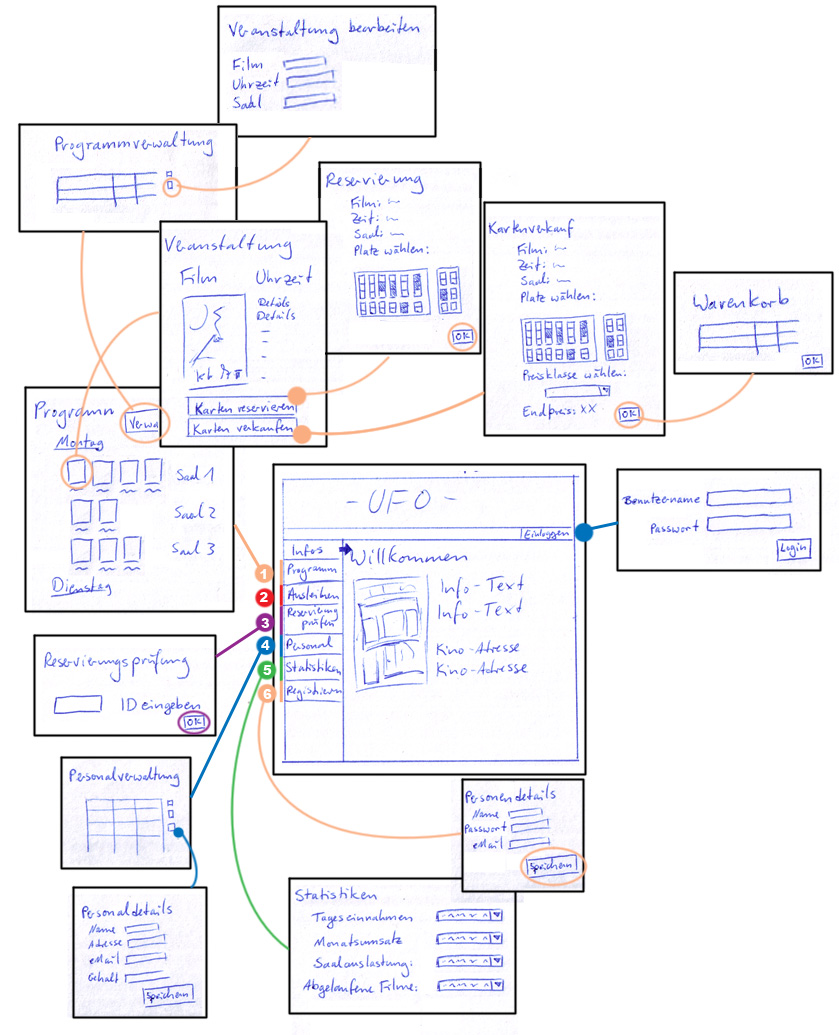 Veranstaltung bearbeiten
Film
Uhrzeit
Saal
Programmverwaltung
Reservierung
Film:
Zeit:
Saal:
Platz wählen:
OK
Kartenverkauf
Film:
Zeit:
Saal:
Platz wählen:
Preisklasse wählen:
Endpreis: XX
OK
Warenkorb
OK
Veranstaltung
Film Uhrzeit
Details
Details
Karten reservieren
Karten verkaufen
Programm
Verwa
Montag
Saal 1
Saal 2
Saal 3
Dienstag
- UFO -
Einloggen
Infos
Willkommen
1 Programm
2 Ausleihen
3 Reservierung
prüfen
4 Personal
5 Statistiken
6 Registrieren
Info-Text
Info-Text
Kino-Adresse
Kino-Adresse
Benutzername
Passwort
Login
Reservierungsprüfung
ID eingeben
OK
Personalverwaltung
Personaldetails
Name
Adresse
eMail
Gehalt
Speichern
Personendetails
Name
Passwort
eMail
Speichern
Statistiken
Tageseinnahmen
Monatsumsatz
Saalauslastung:
Abgelaufene Filme: